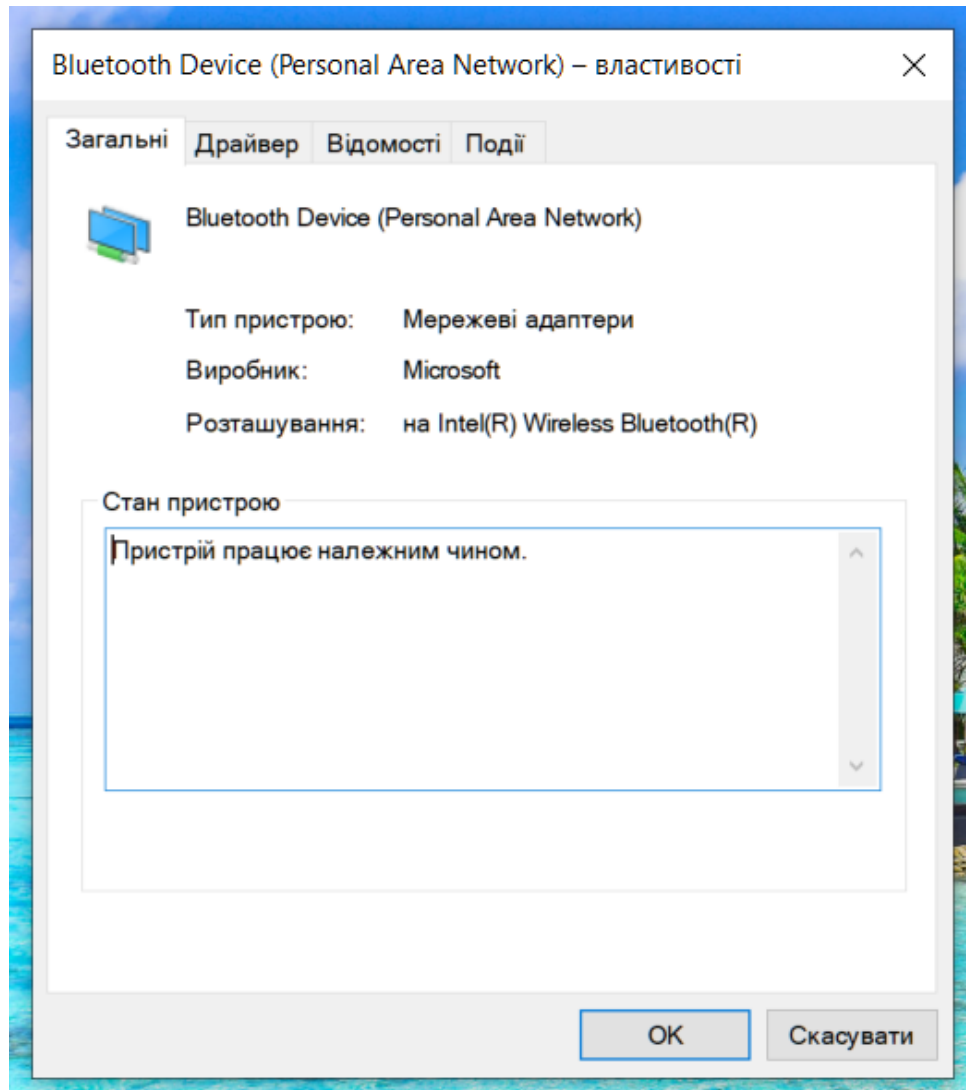 Bluetooth Device (Personal Area Network) – властивості
Загальні Драйвер Відомості Події
Bluetooth Device (Personal Area Network)
Тип пристрою: Мережеві адаптери
Виробник: Microsoft
Розташування: на Intel(R) Wireless Bluetooth(R)
Стан пристрою
Пристрій працює належним чином.
OK Скасувати